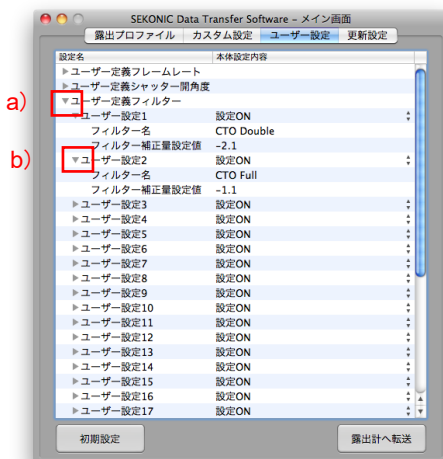 SEKONIC Data Transfer Software – メイン画面
露出プロファイル カスタム設定 ユーザー設定 更新設定
設定名 本体設定内容
ユーザー定義フレームレート
ユーザー定義シャッター開角度
a) ユーザー定義フィルター
ユーザー設定1 設定ON
フィルター名 CTO Double
フィルター補正量設定値 -2.1
b) ユーザー設定2 設定ON
フィルター名 CTO Full
フィルター補正量設定値 -1.1
ユーザー設定3 設定ON
ユーザー設定4 設定ON
ユーザー設定5 設定ON
ユーザー設定6 設定ON
ユーザー設定7 設定ON
ユーザー設定8 設定ON
ユーザー設定9 設定ON
ユーザー設定10 設定ON
ユーザー設定11 設定ON
ユーザー設定12 設定ON
ユーザー設定13 設定ON
ユーザー設定14 設定ON
ユーザー設定15 設定ON
ユーザー設定16 設定ON
ユーザー設定17 設定ON
初期設定 露出計へ転送